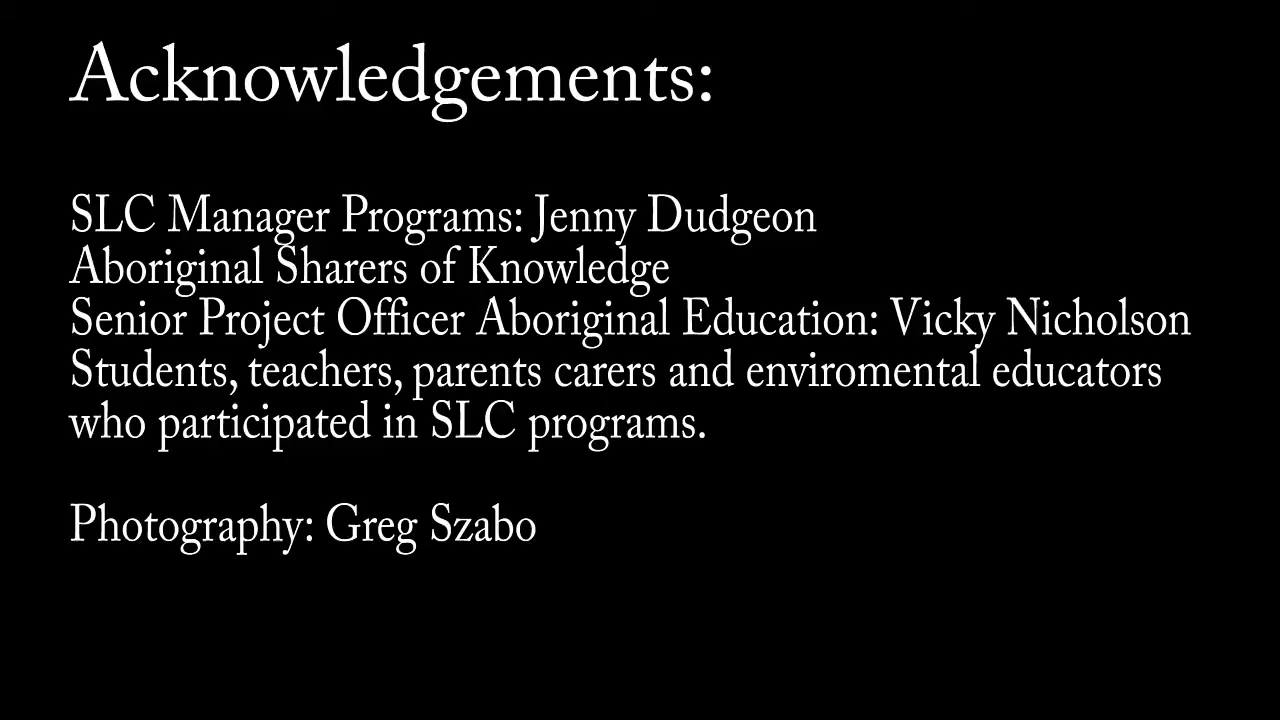 Acknowledgements:
SLC Manager Programs: Jenny Dudgeon
Aboriginal Sharers of Knowledge
Senior Project Officer Aboriginal Education: Vicky Nicholson
Students, teachers, parents carers and enviromental educators
who participated in SLC programs.
Photography: Greg Szabo